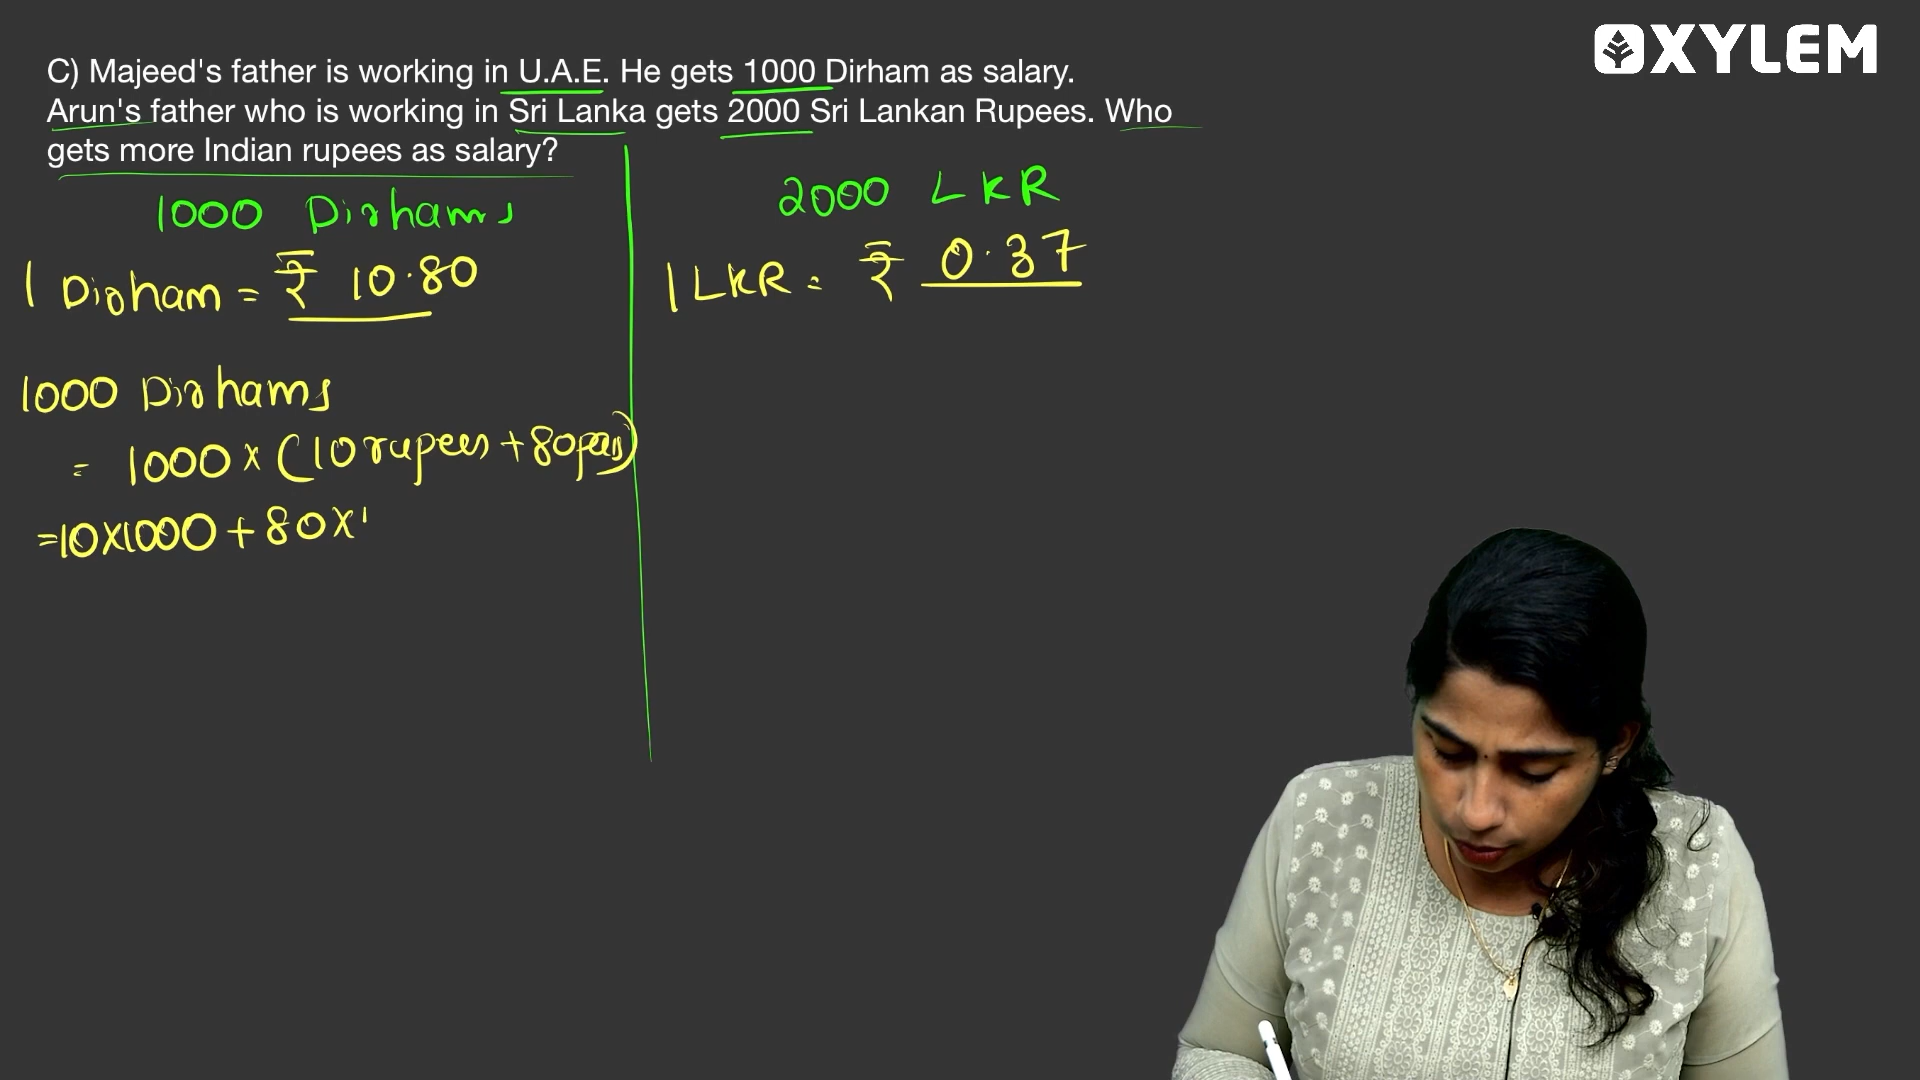 OXYLEM
C) Majeed's father is working in U.A.E. He gets 1000 Dirham as salary.
Arun's father who is working in Sri Lanka gets 2000 Sri Lankan Rupees. Who
gets more Indian rupees as salary?
1000 Dirhams
1 Dirham = ₹ 10.80
1000 Dirhams
= 1000 x (10 rupees + 80 )
=10x1000 + 80 x 1
2000 LKR
1 LKR = ₹ 0.37